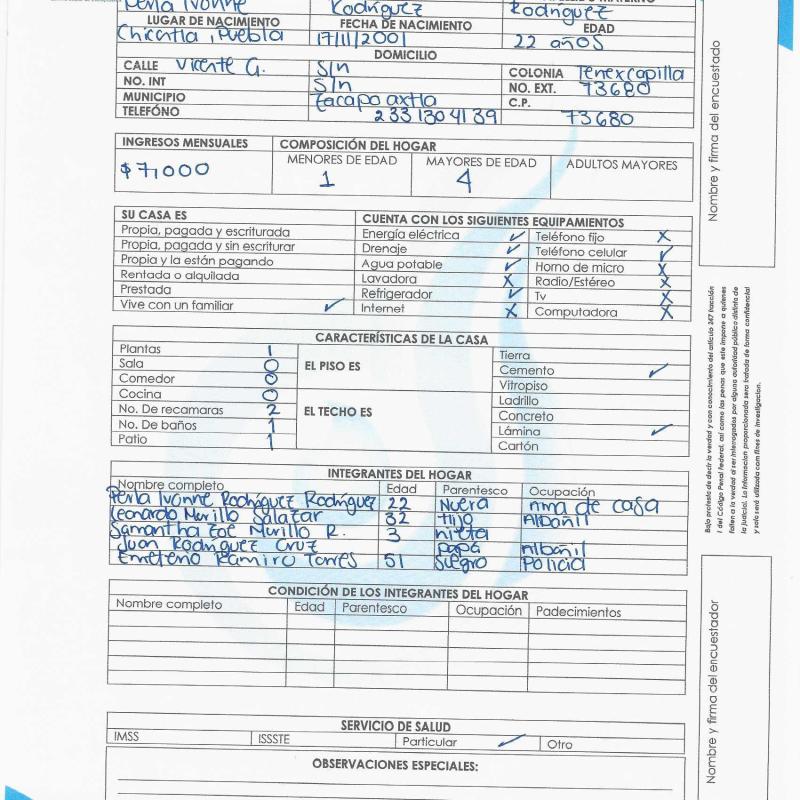 Perla Ivonne Rodríguez Rodríguez
LUGAR DE NACIMIENTO FECHA DE NACIMIENTO EDAD
Chicontla, Puebla 17/11/2001 22 años
DOMICILIO
CALLE Vicente G. S/n COLONIA Tenexcapilla
NO. INT S/n NO. EXT. 73680
MUNICIPIO Zacapoaxtla C.P.
TELEFÓNO 233 130 41 39 73680
INGRESOS MENSUALES COMPOSICIÓN DEL HOGAR
MENORES DE EDAD MAYORES DE EDAD ADULTOS MAYORES
$7,000 1 4
SU CASA ES CUENTA CON LOS SIGUIENTES EQUIPAMIENTOS
Propia, pagada y escriturada Energía eléctrica ✓ Teléfono fijo X
Propia, pagada y sin escriturar Drenaje ✓ Teléfono celular ✓
Propia y la están pagando Agua potable ✓ Horno de micro X
Rentada o alquilada Lavadora X Radio/Estéreo X
Prestada Refrigerador ✓ Tv X
Vive con un familiar ✓ Internet X Computadora X
CARACTERÍSTICAS DE LA CASA
Plantas 1 EL PISO ES Tierra
Sala 0 Cemento ✓
Comedor 0 Vitropiso
Cocina 0 EL TECHO ES Ladrillo
No. De recamaras 2 Concreto
No. De baños 1 Lámina ✓
Patio 1 Cartón
INTEGRANTES DEL HOGAR
Nombre completo Edad Parentesco Ocupación
Perla Ivonne Rodríguez Rodríguez 22 Nuera Ama de casa
Leonardo Murillo Salazar 32 hijo Albañil
Samantha Zoe Murillo R. 3 nieta
Juan Rodríguez Cruz papá Albañil
Emeterio Ramiro Torres 51 Suegro Policía
CONDICIÓN DE LOS INTEGRANTES DEL HOGAR
Nombre completo Edad Parentesco Ocupación Padecimientos
SERVICIO DE SALUD
IMSS ISSSTE Particular ✓ Otro
OBSERVACIONES ESPECIALES:
Nombre y firma del encuestado
Bajo protesta de decir la verdad y con conocimiento del artículo 247 fracción
I del Código Penal Federal, así como las penas que este impone a quienes
falten a la verdad al ser interrogados por alguna autoridad pública distinta de
la judicial. La información proporcionada sera tratada de forma confidencial
y solo será utilizada com fines de investigacion.
Nombre y firma del encuestador